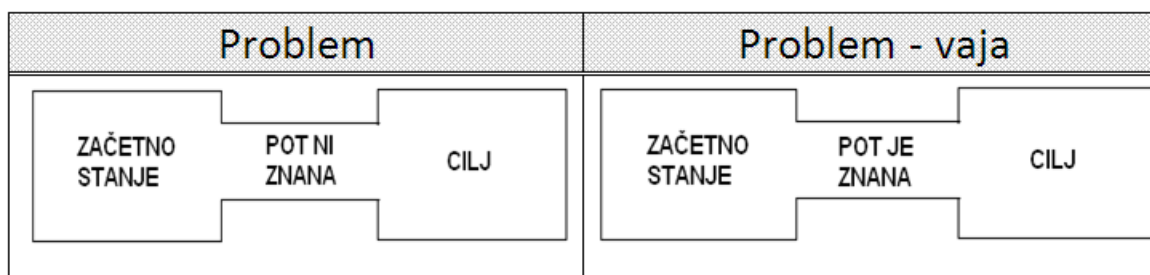 Problem
Problem - vaja
ZAČETNO
STANJE
POT NI
ZNANA
CILJ
ZAČETNO
STANJE
POT JE
ZNANA
CILJ